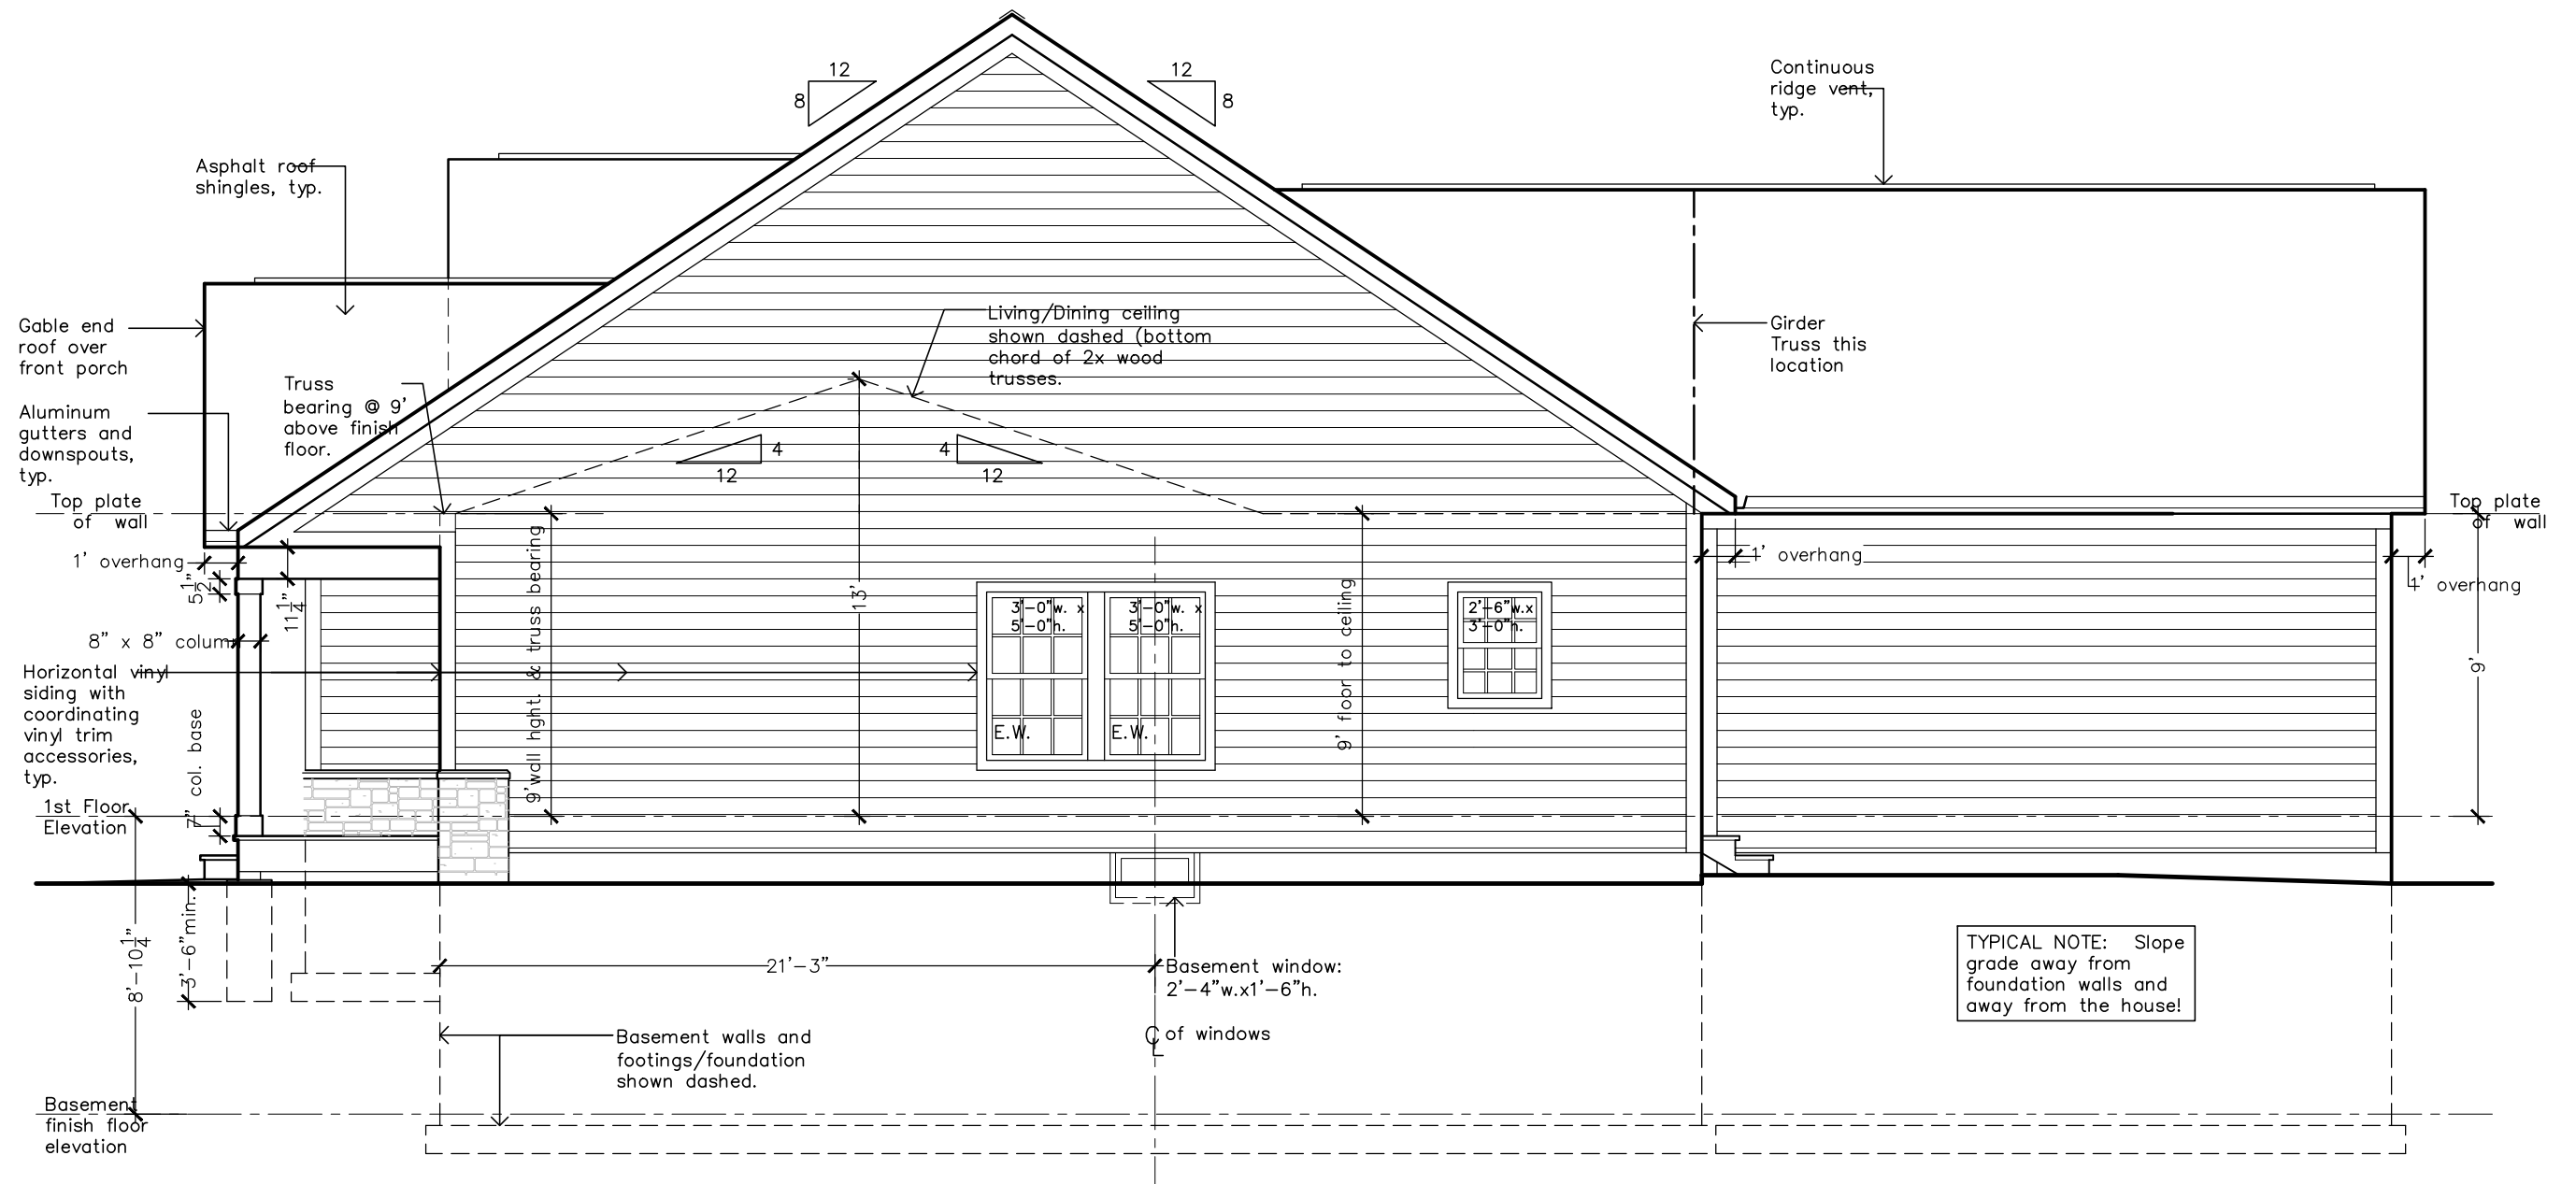 12
8
12
8
Continuous
ridge vent,
typ.
Asphalt roof
shingles, typ.
Gable end
roof over
front porch
Living/Dining ceiling
shown dashed (bottom
chord of 2x wood
trusses.
Girder
Truss this
location
Truss
bearing @ 9'
above finish
floor.
Aluminum
gutters and
downspouts,
typ.
4
12
4
12
Top plate
of wall
Top plate
of wall
1' overhang
1' overhang
1' overhang
5 1/2"
11 1/4"
8" x 8" column
9' wall hght. & truss bearing
13'
3'-0"w. x
5'-0"h.
3'-0"w. x
5'-0"h.
E.W.
E.W.
9' floor to ceiling
2'-6"w.x
3'-0"h.
9'
Horizontal vinyl
siding with
coordinating
vinyl trim
accessories,
typ.
7" col. base
1st Floor
Elevation
8'-10 1/4"
3'-6"min.
21'-3"
Basement window:
2'-4"w.x1'-6"h.
TYPICAL NOTE: Slope
grade away from
foundation walls and
away from the house!
CL of windows
Basement walls and
footings/foundation
shown dashed.
Basement
finish floor
elevation